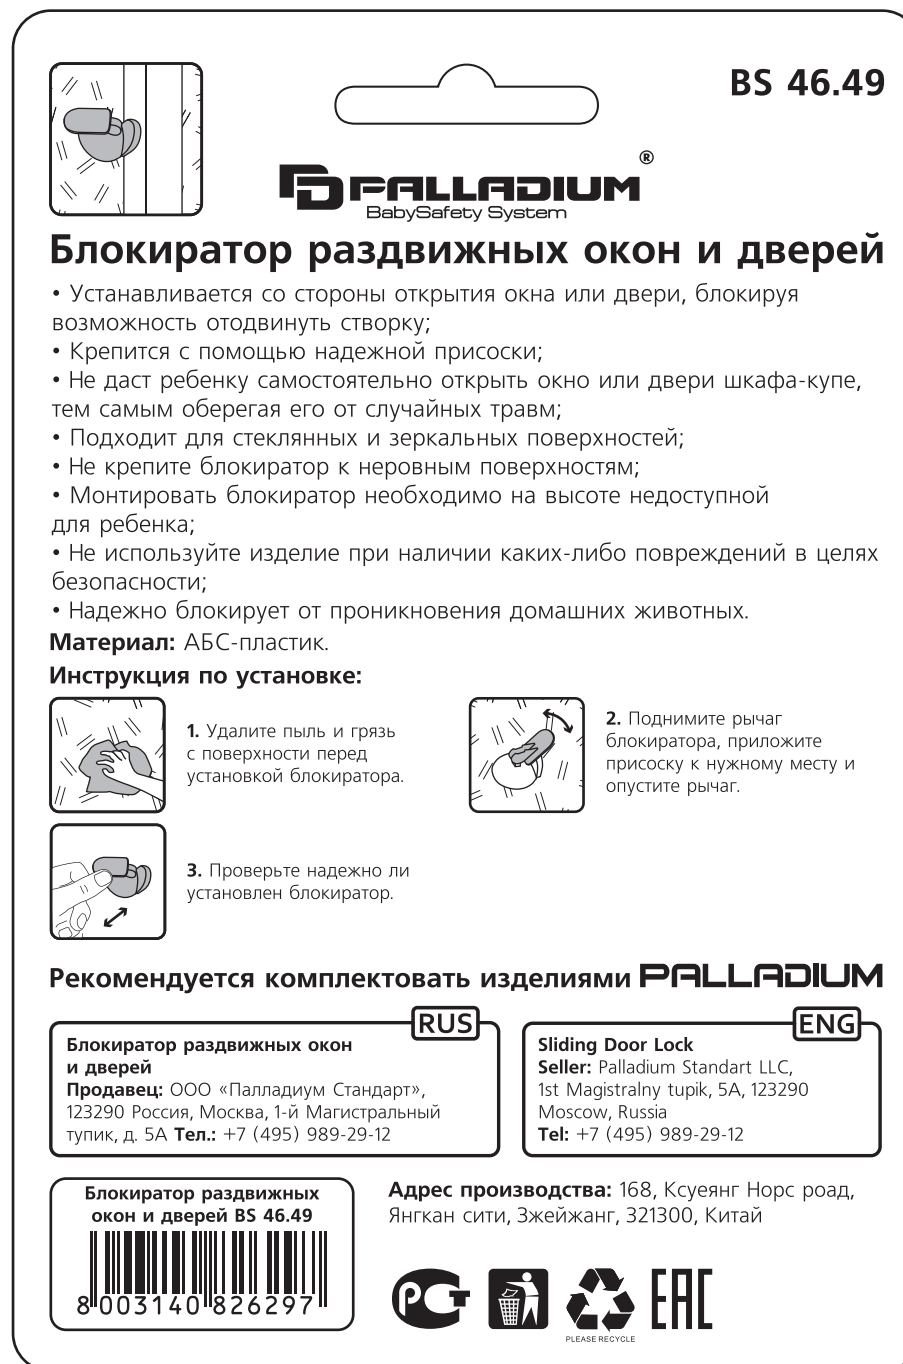 BS 46.49
PALLADIUM®
BabySafety System
Блокиратор раздвижных окон и дверей
• Устанавливается со стороны открытия окна или двери, блокируя
возможность отодвинуть створку;
• Крепится с помощью надежной присоски;
• Не даст ребенку самостоятельно открыть окно или двери шкафа-купе,
тем самым оберегая его от случайных травм;
• Подходит для стеклянных и зеркальных поверхностей;
• Не крепите блокиратор к неровным поверхностям;
• Монтировать блокиратор необходимо на высоте недоступной
для ребенка;
• Не используйте изделие при наличии каких-либо повреждений в целях
безопасности;
• Надежно блокирует от проникновения домашних животных.
Материал: АБС-пластик.
Инструкция по установке:
1. Удалите пыль и грязь
с поверхности перед
установкой блокиратора.
2. Поднимите рычаг
блокиратора, приложите
присоску к нужному месту и
опустите рычаг.
3. Проверьте надежно ли
установлен блокиратор.
Рекомендуется комплектовать изделиями PALLADIUM
RUS
Блокиратор раздвижных окон
и дверей
Продавец: ООО «Палладиум Стандарт»,
123290 Россия, Москва, 1-й Магистральный
тупик, д. 5А Тел.: +7 (495) 989-29-12
ENG
Sliding Door Lock
Seller: Palladium Standart LLC,
1st Magistralny tupik, 5A, 123290
Moscow, Russia
Tel: +7 (495) 989-29-12
Блокиратор раздвижных
окон и дверей BS 46.49
8 003140 826297
Адрес производства: 168, Ксуеянг Норс роад,
Янгкан сити, Зжейжанг, 321300, Китай
РСТ
PLEASE RECYCLE
EAC